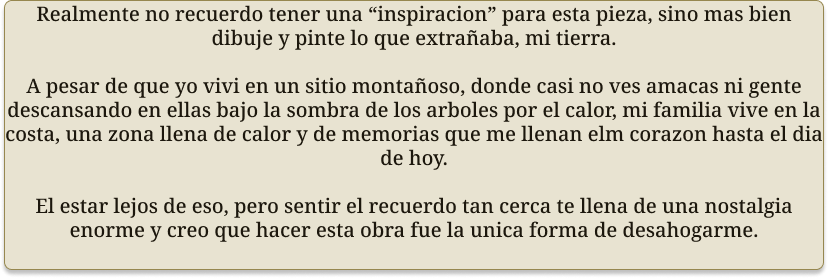 Realmente no recuerdo tener una “inspiracion” para esta pieza, sino mas bien
dibuje y pinte lo que extrañaba, mi tierra.
A pesar de que yo vivi en un sitio montañoso, donde casi no ves amacas ni gente
descansando en ellas bajo la sombra de los arboles por el calor, mi familia vive en la
costa, una zona llena de calor y de memorias que me llenan elm corazon hasta el dia
de hoy.
El estar lejos de eso, pero sentir el recuerdo tan cerca te llena de una nostalgia
enorme y creo que hacer esta obra fue la unica forma de desahogarme.